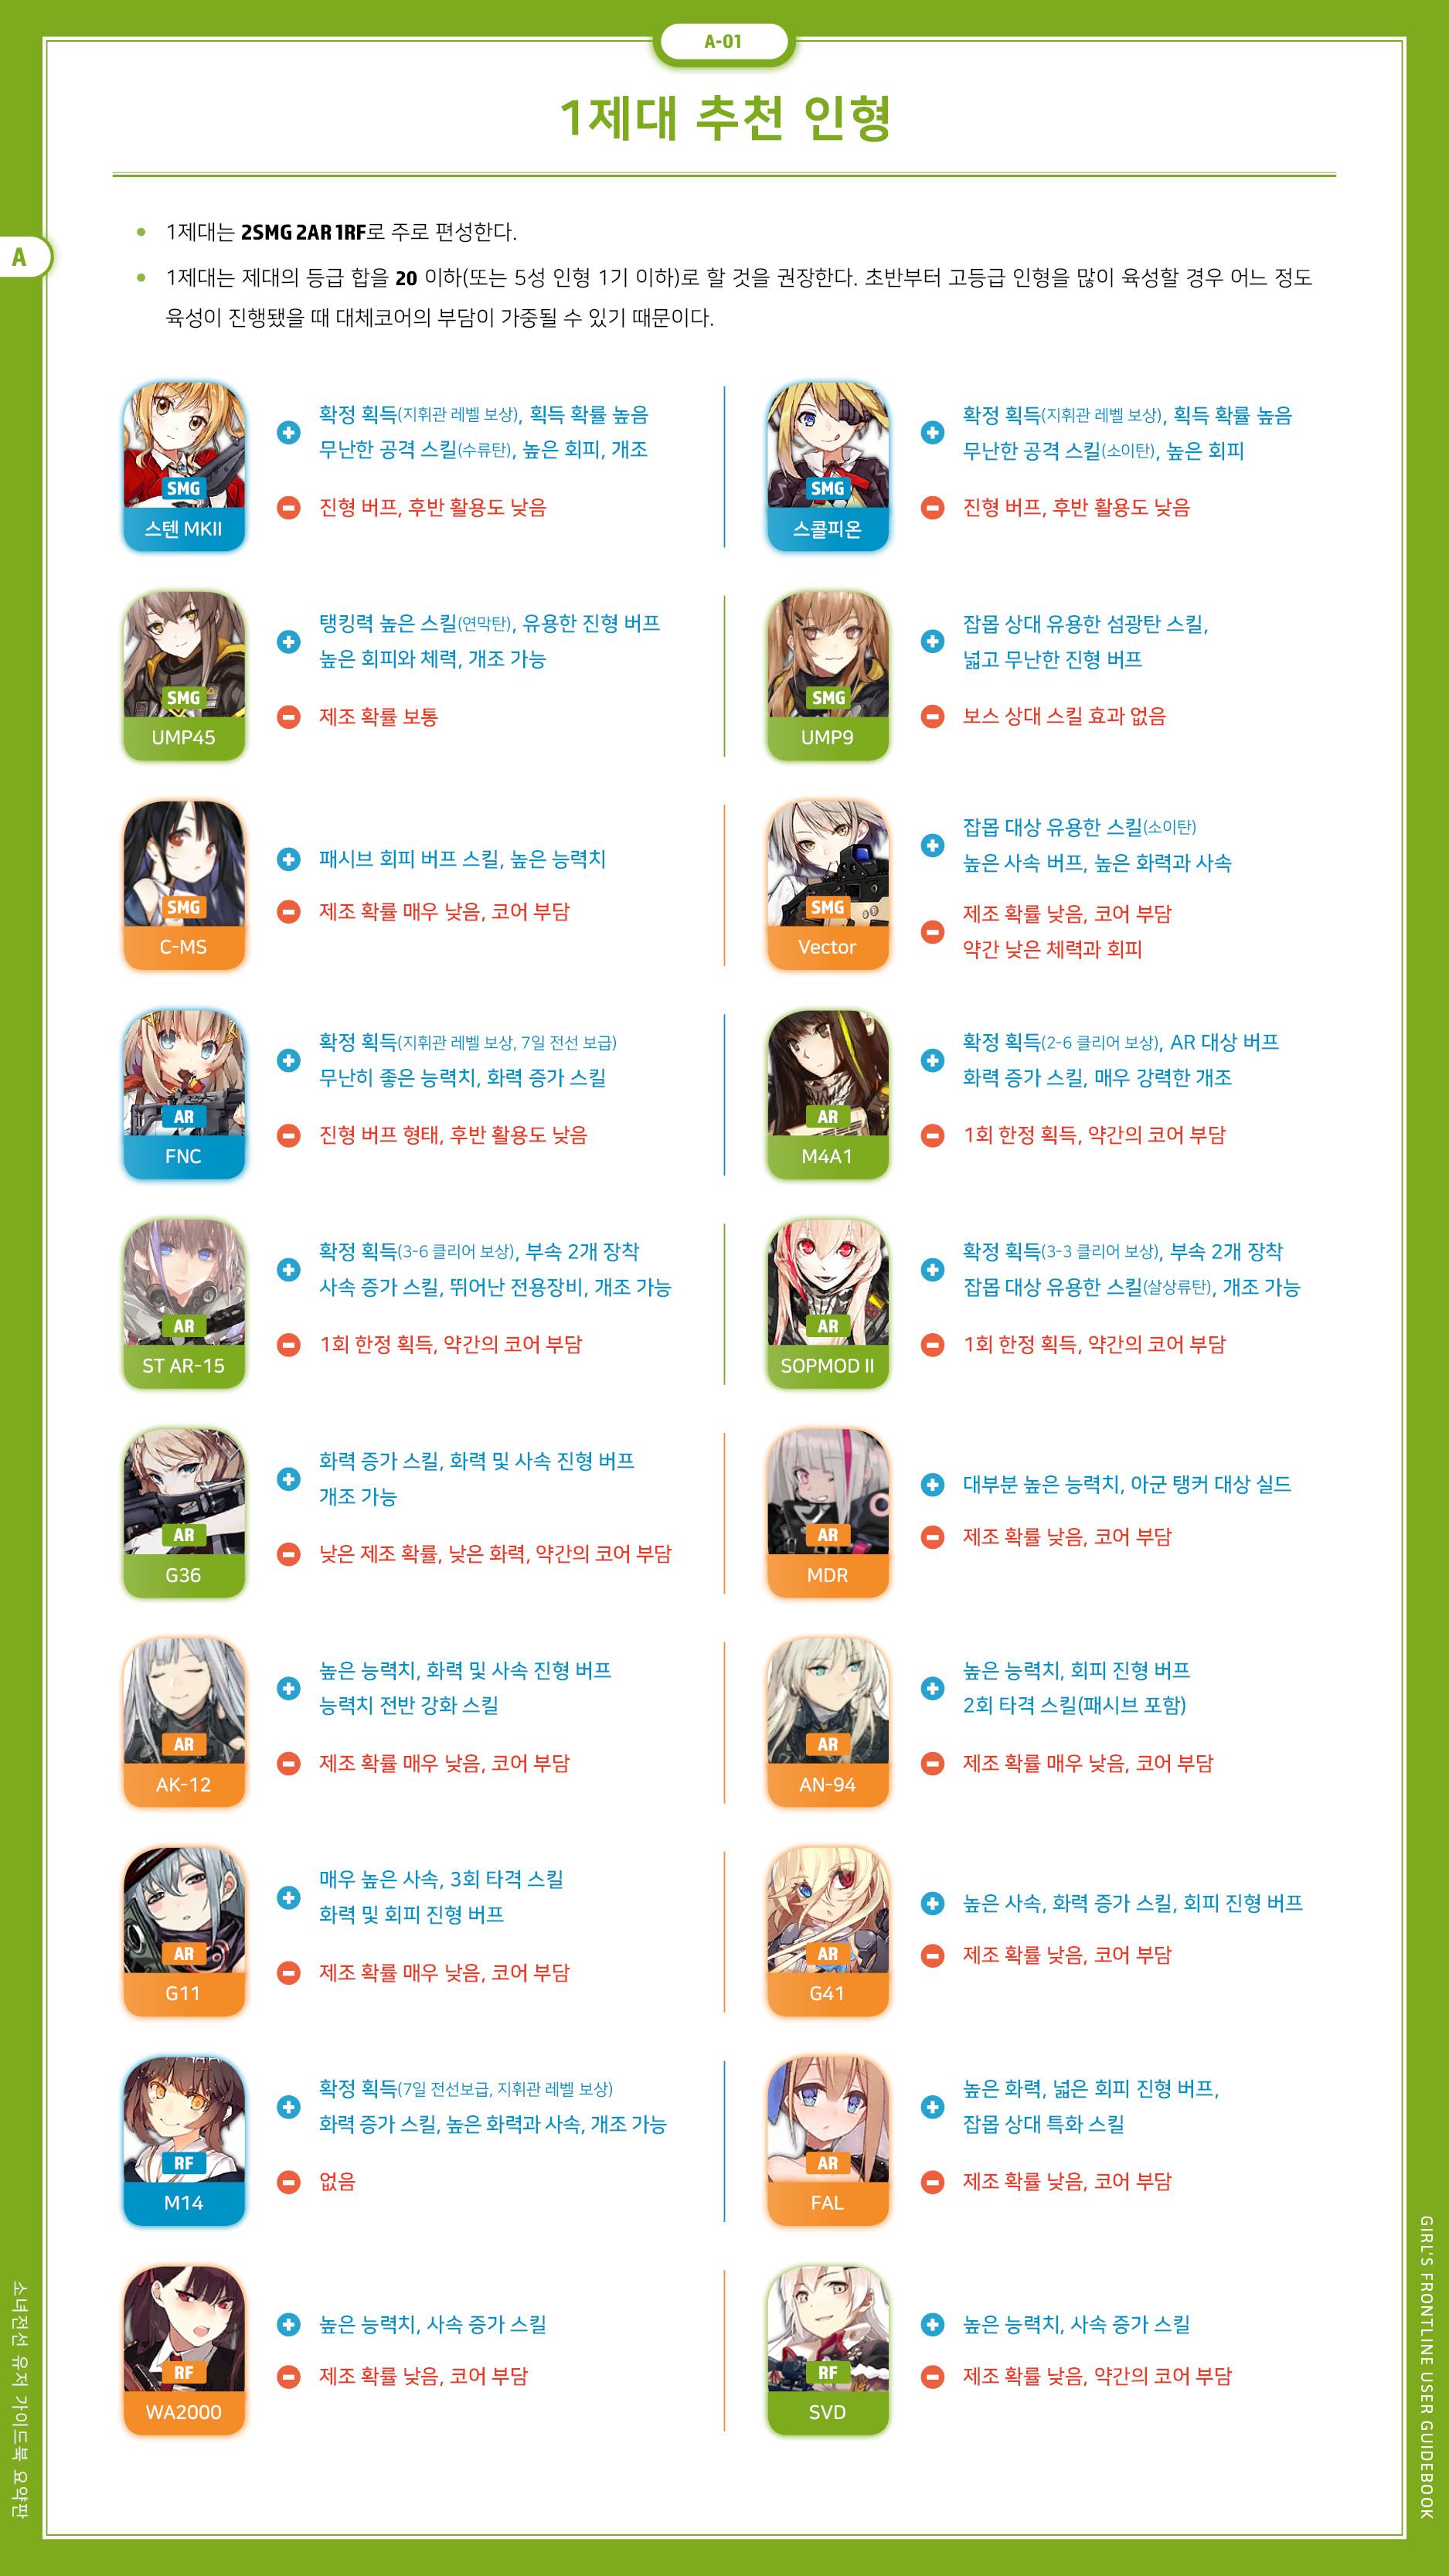 A-01
1제대 추천 인형
A
1제대는 2SMG 2AR 1RF로 주로 편성한다.
1제대는 제대의 등급 합을 20 이하(또는 5성 인형 1기 이하)로 할 것을 권장한다. 초반부터 고등급 인형을 많이 육성할 경우 어느 정도
육성이 진행됐을 때 대체코어의 부담이 가중될 수 있기 때문이다.
SMG
스텐 MKII
확정 획득(지휘관 레벨 보상), 획득 확률 높음
무난한 공격 스킬(수류탄), 높은 회피, 개조
진형 버프, 후반 활용도 낮음
SMG
스콜피온
확정 획득(지휘관 레벨 보상), 획득 확률 높음
무난한 공격 스킬(소이탄), 높은 회피
진형 버프, 후반 활용도 낮음
SMG
UMP45
탱킹력 높은 스킬(연막탄), 유용한 진형 버프
높은 회피와 체력, 개조 가능
제조 확률 보통
SMG
UMP9
잡몹 상대 유용한 섬광탄 스킬,
넓고 무난한 진형 버프
보스 상대 스킬 효과 없음
SMG
C-MS
패시브 회피 버프 스킬, 높은 능력치
제조 확률 매우 낮음, 코어 부담
SMG
Vector
잡몹 대상 유용한 스킬(소이탄)
높은 사속 버프, 높은 화력과 사속
제조 확률 낮음, 코어 부담
약간 낮은 체력과 회피
AR
FNC
확정 획득(지휘관 레벨 보상, 7일 전선 보급)
무난히 좋은 능력치, 화력 증가 스킬
진형 버프 형태, 후반 활용도 낮음
AR
M4A1
확정 획득(2-6 클리어 보상), AR 대상 버프
화력 증가 스킬, 매우 강력한 개조
1회 한정 획득, 약간의 코어 부담
AR
ST AR-15
확정 획득(3-6 클리어 보상), 부속 2개 장착
사속 증가 스킬, 뛰어난 전용장비, 개조 가능
1회 한정 획득, 약간의 코어 부담
AR
SOPMOD II
확정 획득(3-3 클리어 보상), 부속 2개 장착
잡몹 대상 유용한 스킬(살상류탄), 개조 가능
1회 한정 획득, 약간의 코어 부담
AR
G36
화력 증가 스킬, 화력 및 사속 진형 버프
개조 가능
낮은 제조 확률, 낮은 화력, 약간의 코어 부담
AR
MDR
대부분 높은 능력치, 아군 탱커 대상 실드
제조 확률 낮음, 코어 부담
AR
AK-12
높은 능력치, 화력 및 사속 진형 버프
능력치 전반 강화 스킬
제조 확률 매우 낮음, 코어 부담
AR
AN-94
높은 능력치, 회피 진형 버프
2회 타격 스킬(패시브 포함)
제조 확률 매우 낮음, 코어 부담
AR
G11
매우 높은 사속, 3회 타격 스킬
화력 및 회피 진형 버프
제조 확률 매우 낮음, 코어 부담
AR
G41
높은 사속, 화력 증가 스킬, 회피 진형 버프
제조 확률 낮음, 코어 부담
RF
M14
확정 획득(7일 전선보급, 지휘관 레벨 보상)
화력 증가 스킬, 높은 화력과 사속, 개조 가능
없음
AR
FAL
높은 화력, 넓은 회피 진형 버프,
잡몹 상대 특화 스킬
제조 확률 낮음, 코어 부담
RF
WA2000
높은 능력치, 사속 증가 스킬
제조 확률 낮음, 코어 부담
RF
SVD
높은 능력치, 사속 증가 스킬
제조 확률 낮음, 약간의 코어 부담
소녀전선 유저 가이드북 요약판
GIRL'S FRONTLINE USER GUIDEBOOK